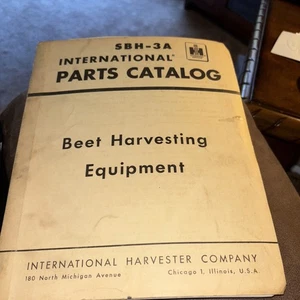 SBH-3A
INTERNATIONAL
PARTS CATALOG
Beet Harvesting
Equipment
INTERNATIONAL HARVESTER COMPANY
180 North Michigan Avenue Chicago 1, Illinois, U.S.A.